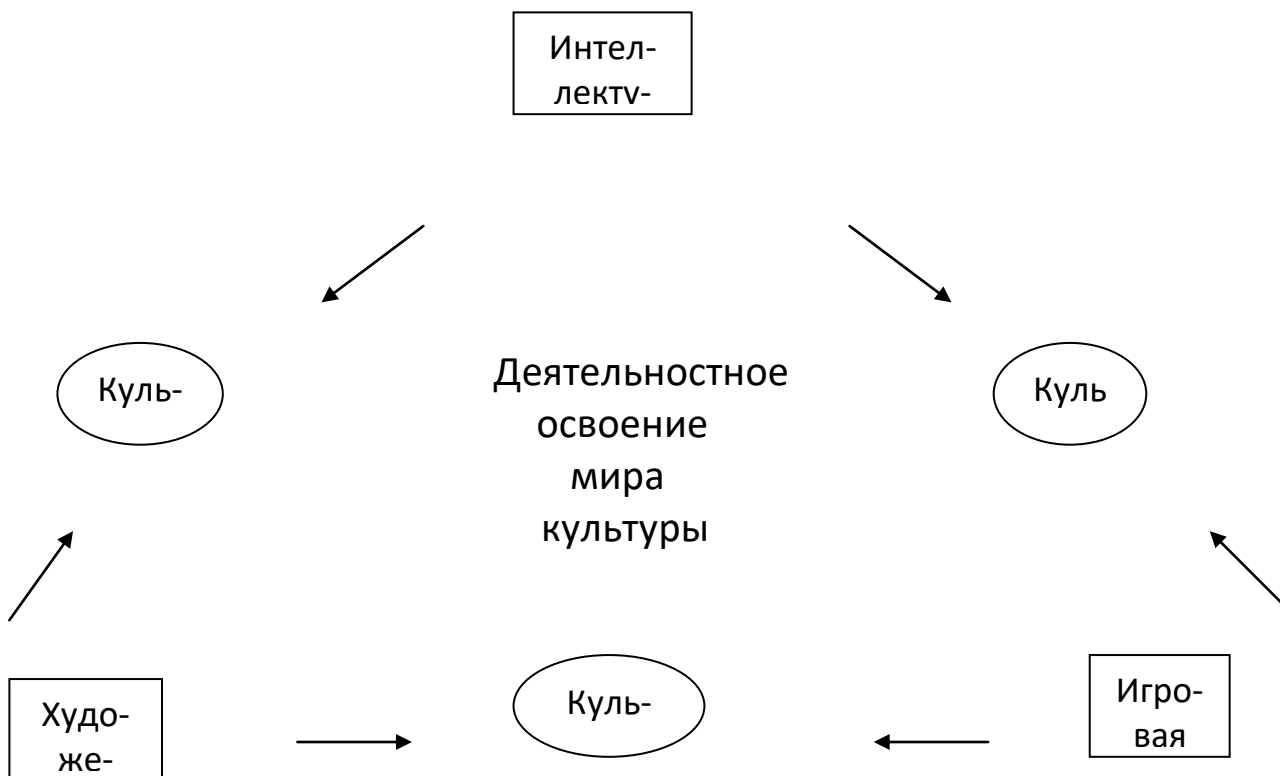 Интел-
лекту-
Куль-
Деятельностное
освоение
мира
культуры
Куль
Худо-
же-
Куль-
Игро-
вая